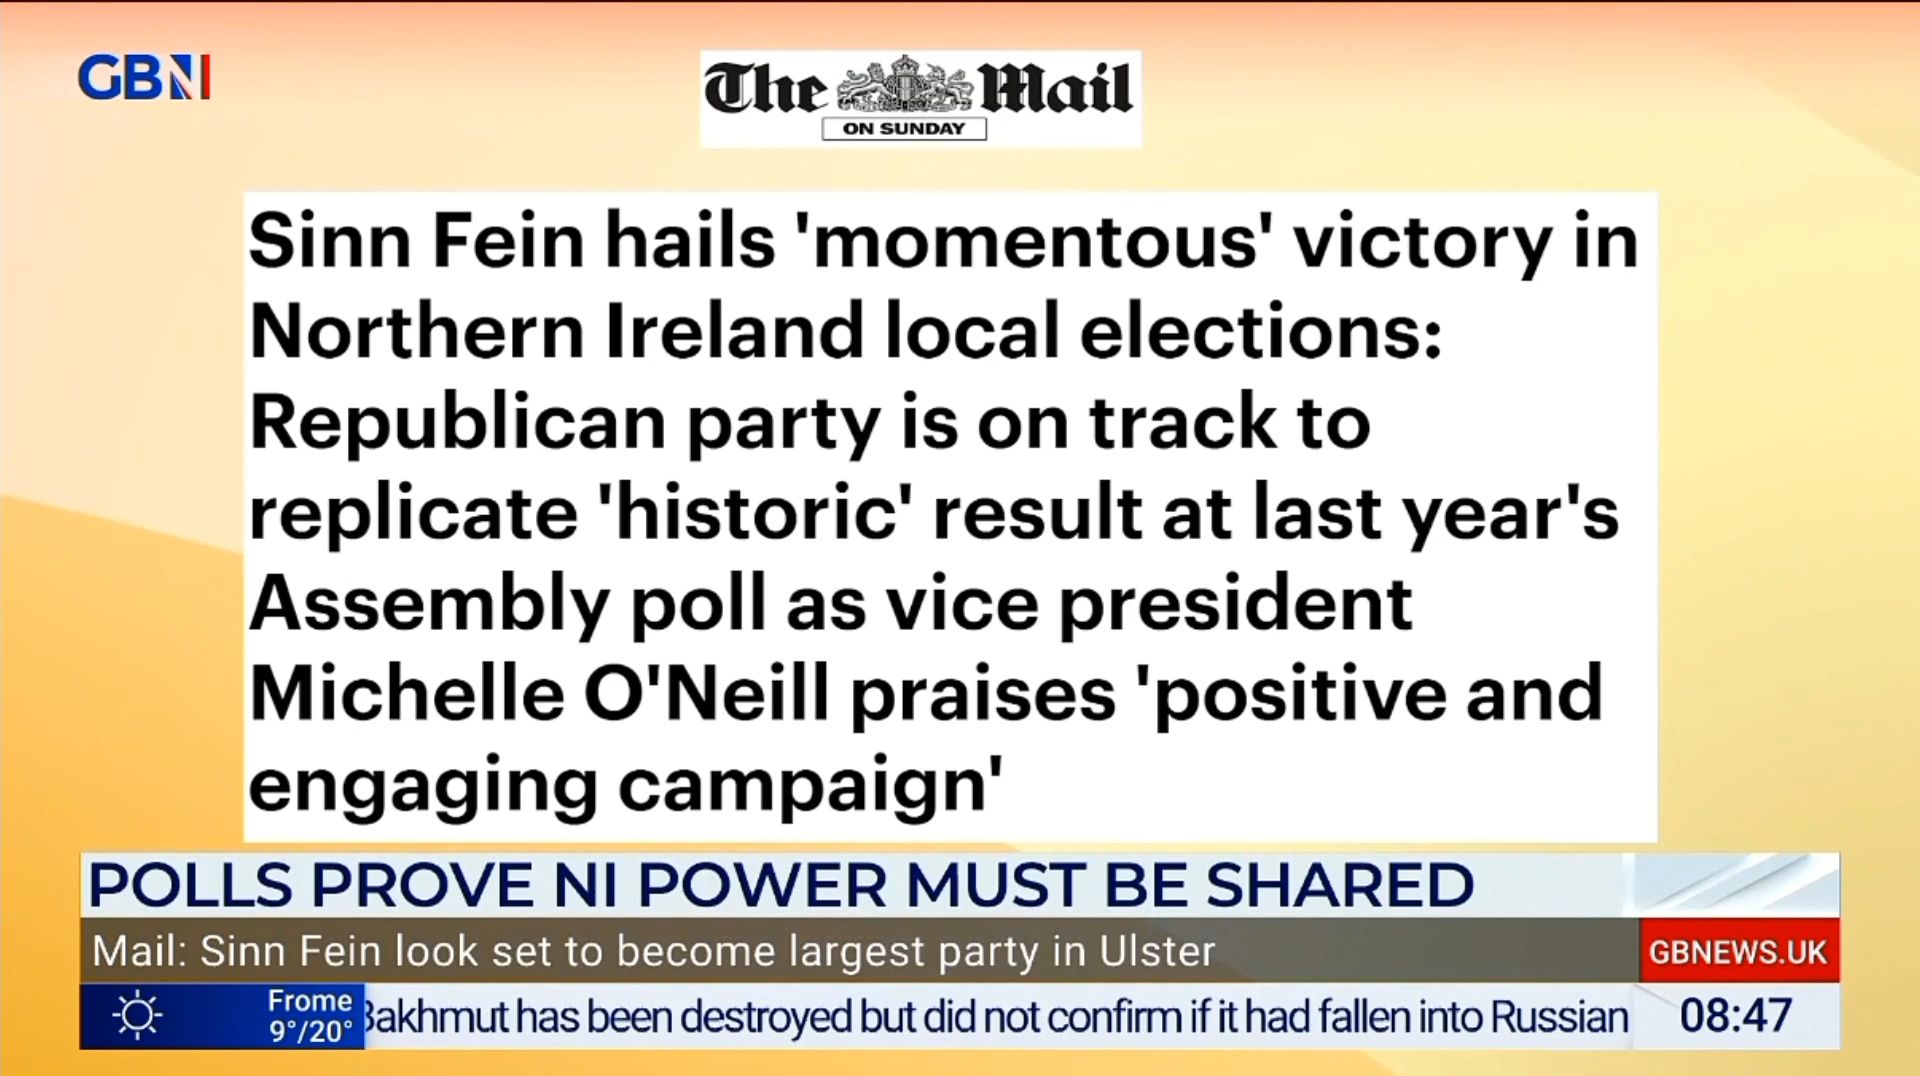 GBN
The Mail
ON SUNDAY
Sinn Fein hails 'momentous' victory in
Northern Ireland local elections:
Republican party is on track to
replicate 'historic' result at last year's
Assembly poll as vice president
Michelle O'Neill praises 'positive and
engaging campaign'
POLLS PROVE NI POWER MUST BE SHARED
Mail: Sinn Fein look set to become largest party in Ulster
GBNEWS.UK
Frome
9°/20°
Bakhmut has been destroyed but did not confirm if it had fallen into Russian
08:47